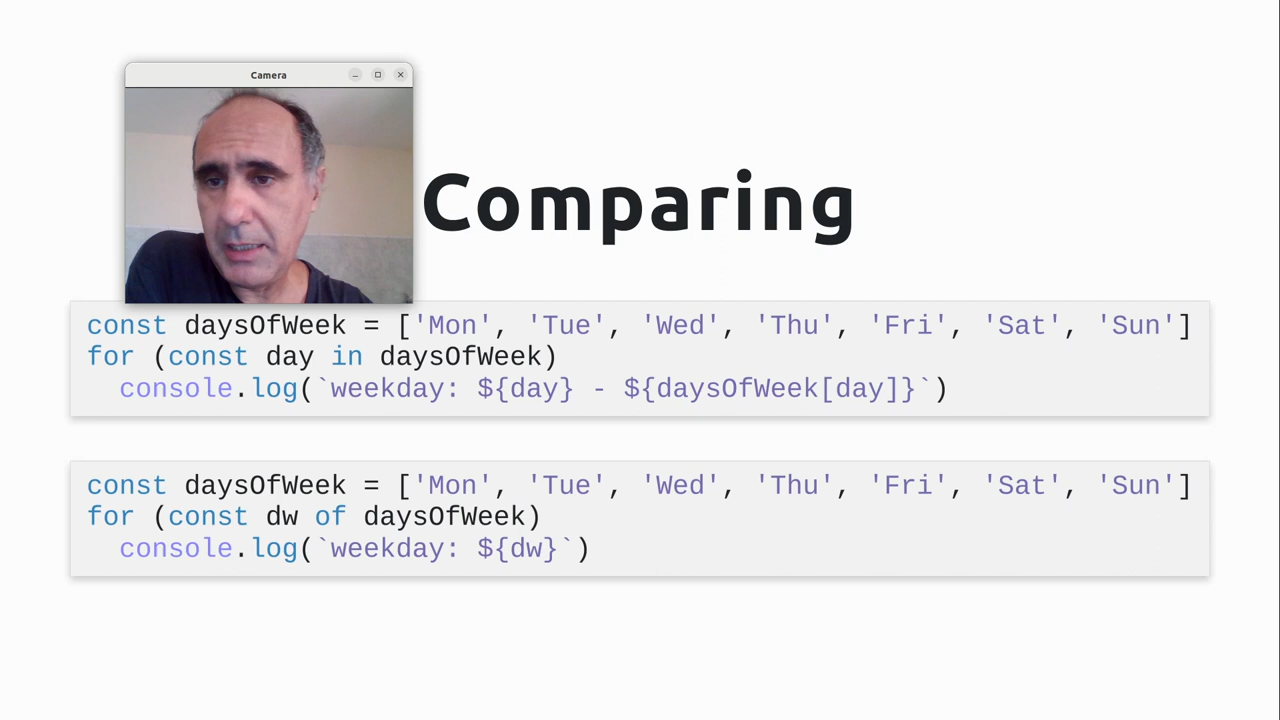 Camera
Comparing
const daysOfWeek = ['Mon', 'Tue', 'Wed', 'Thu', 'Fri', 'Sat', 'Sun']
for (const day in daysOfWeek)
  console.log(`weekday: ${day} - ${daysOfWeek[day]}`)
const daysOfWeek = ['Mon', 'Tue', 'Wed', 'Thu', 'Fri', 'Sat', 'Sun']
for (const dw of daysOfWeek)
  console.log(`weekday: ${dw}`)